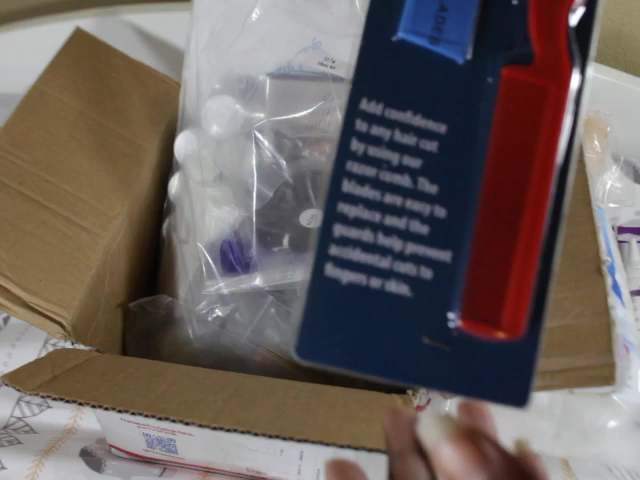 ADES
Add confidence
to any hair cut
by using our
razor comb. The
blades are easy to
replace and the
guards help prevent
accidental cuts to
fingers or skin.